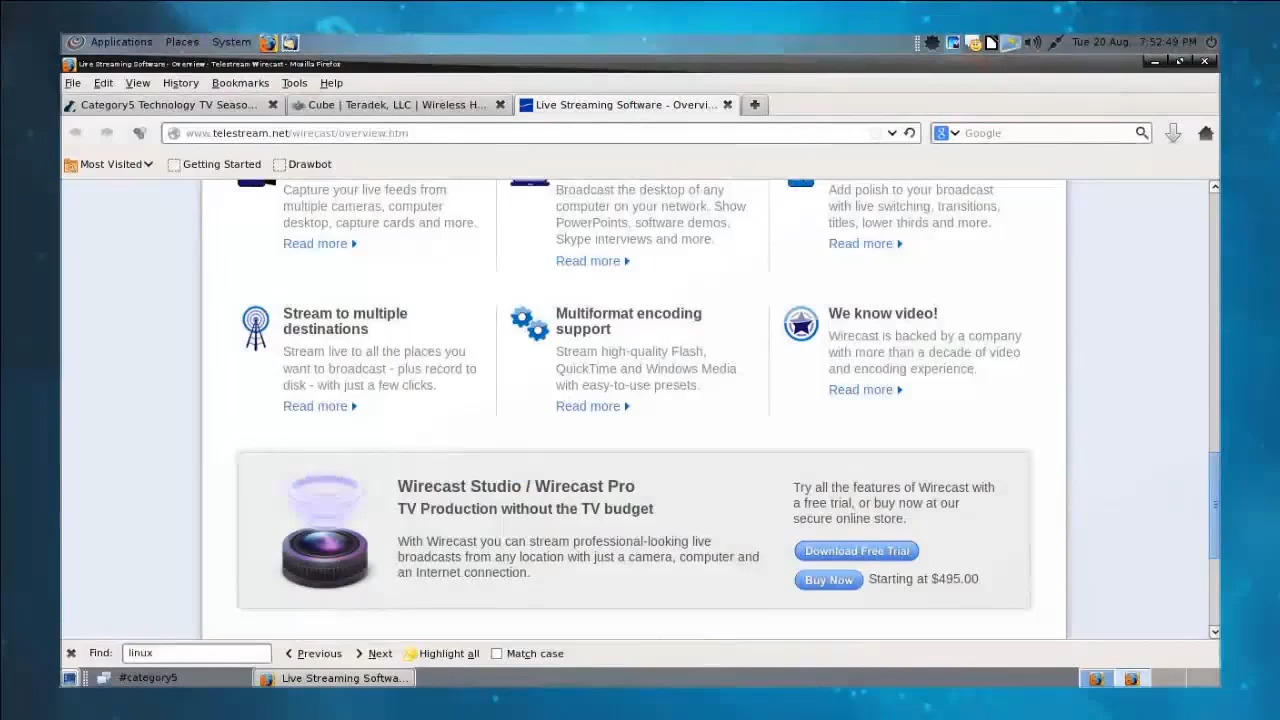 Applications Places System Tue 20 Aug, 7:52:49 PM
Live Streaming Software - Overview - Telestream Wirecast - Mozilla Firefox
File Edit View History Bookmarks Tools Help
Category5 Technology TV Seaso... Cube | Teradek, LLC | Wireless H... Live Streaming Software - Overvi...
www.telestream.net/wirecast/overview.htm Google
Most Visited Getting Started Drawbot
Capture your live feeds from
multiple cameras, computer
desktop, capture cards and more.
Read more
Broadcast the desktop of any
computer on your network. Show
PowerPoints, software demos,
Skype interviews and more.
Read more
Add polish to your broadcast
with live switching, transitions,
titles, lower thirds and more.
Read more
Stream to multiple
destinations
Stream live to all the places you
want to broadcast - plus record to
disk - with just a few clicks.
Read more
Multiformat encoding
support
Stream high-quality Flash,
QuickTime and Windows Media
with easy-to-use presets.
Read more
We know video!
Wirecast is backed by a company
with more than a decade of video
and encoding experience.
Read more
Wirecast Studio / Wirecast Pro
TV Production without the TV budget
With Wirecast you can stream professional-looking live
broadcasts from any location with just a camera, computer and
an Internet connection.
Try all the features of Wirecast with
a free trial, or buy now at our
secure online store.
Download Free Trial
Buy Now Starting at $495.00
Find: linux Previous Next Highlight all Match case
#category5 Live Streaming Softwa...